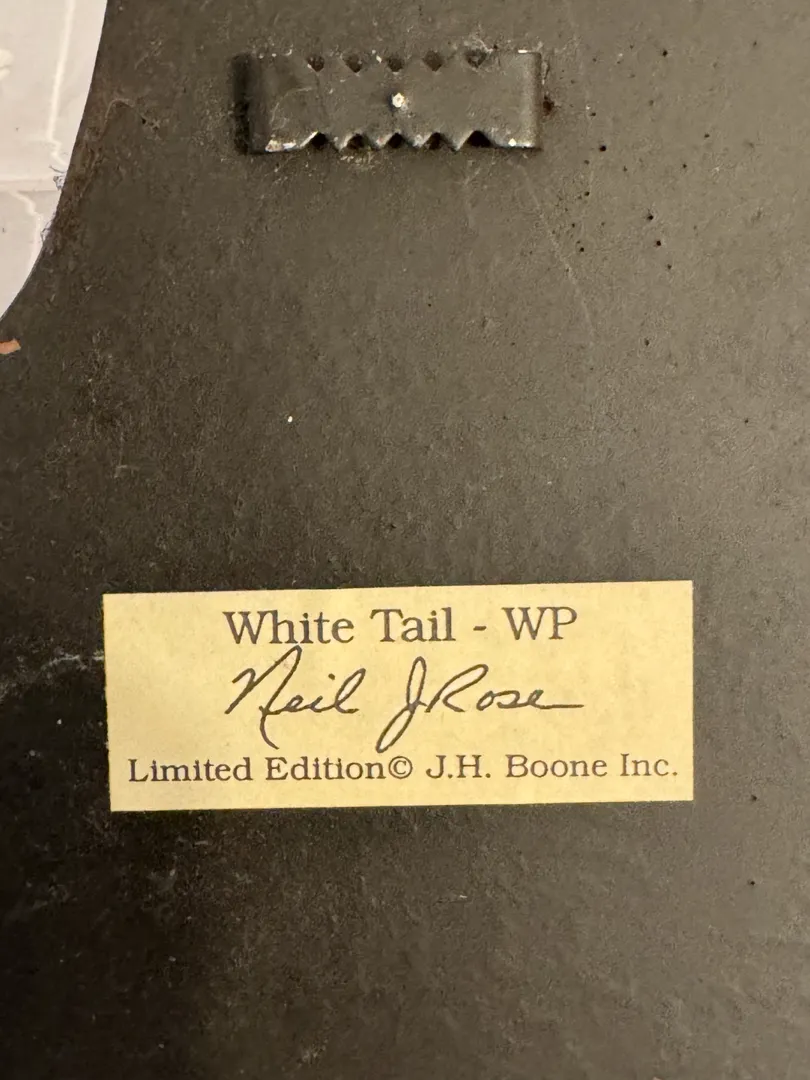 White Tail - WP
Neil J Rose
Limited Edition© J.H. Boone Inc.